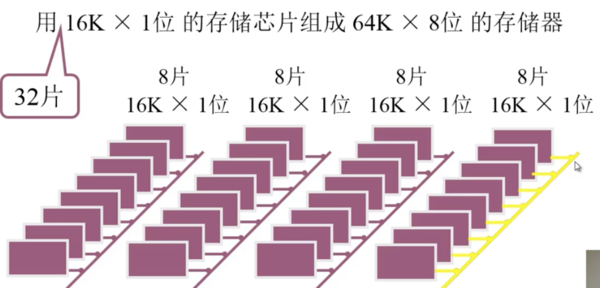 用 16K × 1位 的存储芯片组成 64K × 8位 的存储器
32片
8片 8片 8片 8片
16K × 1位 16K × 1位 16K × 1位 16K × 1位